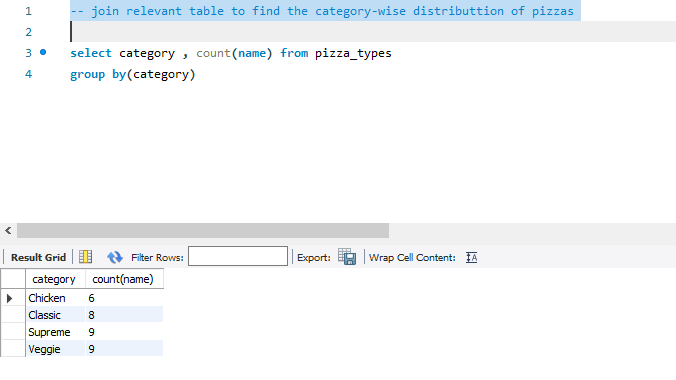 1 -- join relevant table to find the category-wise distributtion of pizzas
2
3 select category , count(name) from pizza_types
4 group by(category)
Result Grid Filter Rows: Export: Wrap Cell Content:
category count(name)
Chicken 6
Classic 8
Supreme 9
Veggie 9